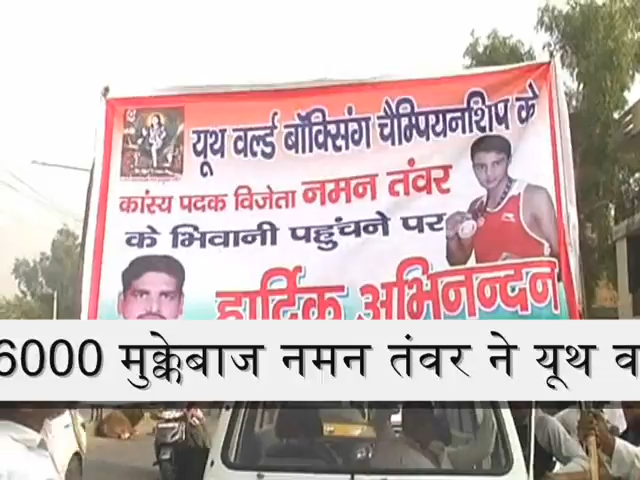 यूथ वर्ल्ड बॉक्सिंग चैम्पियनशिप के
कांस्य पदक विजेता नमन तंवर
को भिवानी पहुंचने पर
हार्दिक अभिनन्दन
6000 मुक्केबाज नमन तंवर ने यूथ व